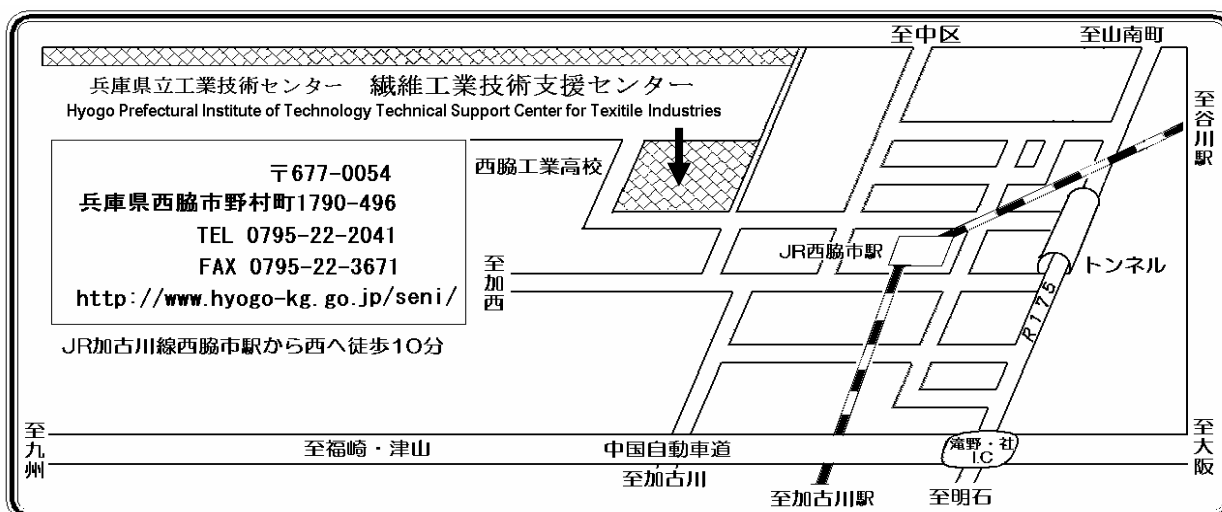 至中区
至山南町
兵庫県立工業技術センター 繊維工業技術支援センター
Hyogo Prefectural Institute of Technology Technical Support Center for Texitile Industries
至谷川駅
西脇工業高校
〒677-0054
兵庫県西脇市野村町1790-496
TEL 0795-22-2041
FAX 0795-22-3671
http://www.hyogo-kg.go.jp/seni/
JR西脇市駅
至加西
トンネル
R175
JR加古川線西脇市駅から西へ徒歩10分
至九州
至福崎・津山
中国自動車道
滝野・社
I.C
至大阪
至加古川
至加古川駅
至明石